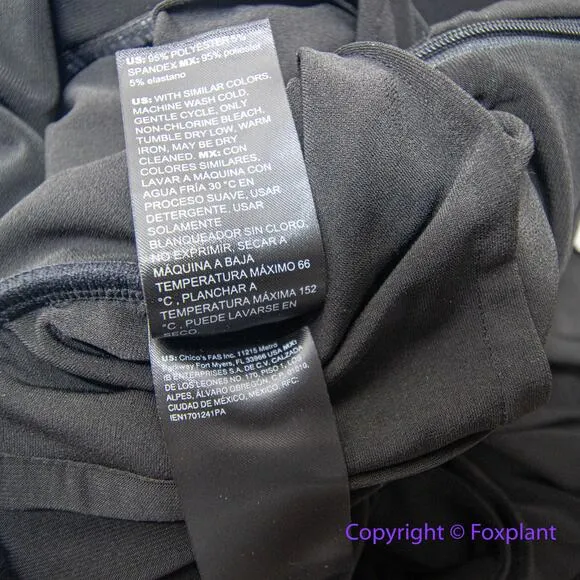 US: 95% POLYESTER 5%
SPANDEX MX: 95% poliester
5% elastano
US: WITH SIMILAR COLORS,
MACHINE WASH COLD,
GENTLE CYCLE, ONLY
NON-CHLORINE BLEACH,
TUMBLE DRY LOW, WARM
IRON, MAY BE DRY
CLEANED. MX: CON
COLORES SIMILARES,
LAVAR A MÁQUINA CON
AGUA FRÍA 30 °C EN
PROCESO SUAVE, USAR
DETERGENTE. USAR
SOLAMENTE
BLANQUEADOR SIN CLORO,
NO EXPRIMIR, SECAR A
MÁQUINA A BAJA
TEMPERATURA MÁXIMO 66
°C , PLANCHAR A
TEMPERATURA MÁXIMA 152
°C , PUEDE LAVARSE EN
SECO.
US: Chico's FAS Inc. 11215 Metro
Parkway Fort Myers, FL 33966 USA MX:
ENTERPRISES S.A. DE C.V. CALZADA
DE LOS LEONES NO. 170, PISO 1, LOS
ALPES, ÁLVARO OBREGÓN, C.P. 01010,
CIUDAD DE MÉXICO, MÉXICO, RFC:
IEN1701241PA
Copyright © Foxplant